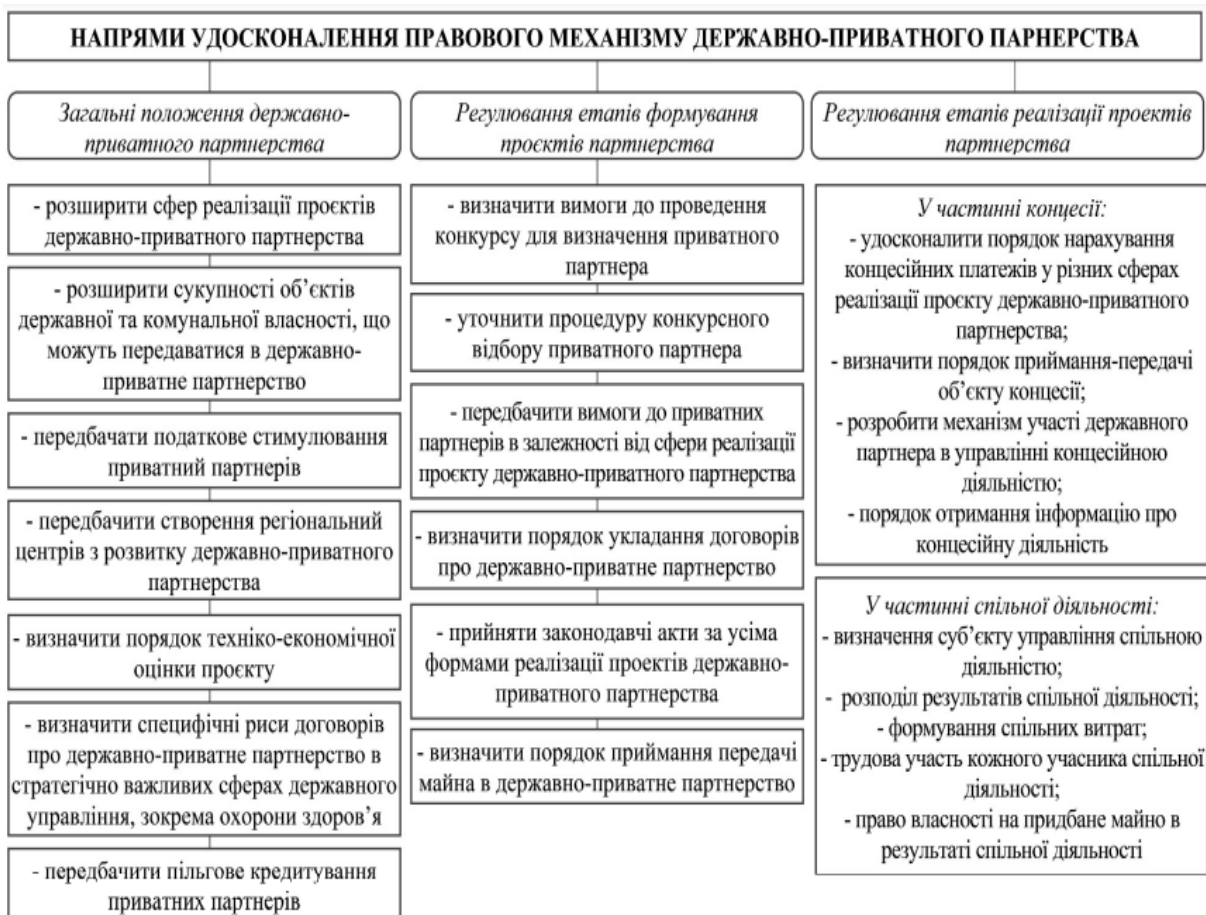 НАПРЯМИ УДОСКОНАЛЕННЯ ПРАВОВОГО МЕХАНІЗМУ ДЕРЖАВНО-ПРИВАТНОГО ПАРНЕРСТВА
Загальні положення державно-
приватного партнерства
- розширити сфер реалізації проєктів
державно-приватного партнерства
- розширити сукупності об’єктів
державної та комунальної власності, що
можуть передаватися в державно-
приватне партнерство
- передбачати податкове стимулювання
приватний партнерів
- передбачити створення регіональний
центрів з розвитку державно-приватного
партнерства
- визначити порядок техніко-економічної
оцінки проєкту
- визначити специфічні риси договорів
про державно-приватне партнерство в
стратегічно важливих сферах державного
управління, зокрема охорони здоров’я
- передбачити пільгове кредитування
приватних партнерів
Регулювання етапів формування
проєктів партнерства
- визначити вимоги до проведення
конкурсу для визначення приватного
партнера
- уточнити процедуру конкурсного
відбору приватного партнера
- передбачити вимоги до приватних
партнерів в залежності від сфери реалізації
проєкту державно-приватного партнерства
- визначити порядок укладання договорів
про державно-приватне партнерство
- прийняти законодавчі акти за усіма
формами реалізації проектів державно-
приватного партнерства
- визначити порядок приймання передачі
майна в державно-приватне партнерство
Регулювання етапів реалізації проектів
партнерства
У частинні концесії:
- удосконалити порядок нарахування
концесійних платежів у різних сферах
реалізації проєкту державно-приватного
партнерства;
- визначити порядок приймання-передачі
об’єкту концесії;
- розробити механізм участі державного
партнера в управлінні концесійною
діяльністю;
- порядок отримання інформацію про
концесійну діяльність
У частинні спільної діяльності:
- визначення суб’єкту управління спільною
діяльністю;
- розподіл результатів спільної діяльності;
- формування спільних витрат;
- трудова участь кожного учасника спільної
діяльності;
- право власності на придбане майно в
результаті спільної діяльності